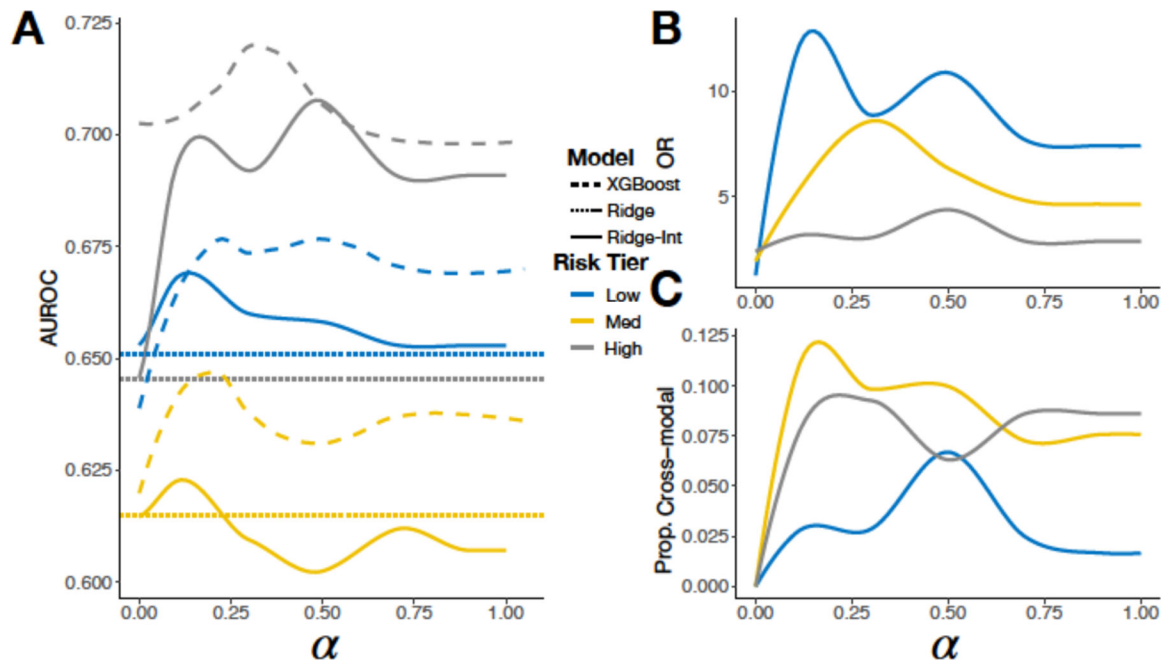 A
AUROC
0.725
0.700
0.675
0.650
0.625
0.600
0.00
0.25
0.50
0.75
1.00
α
Model
XGBoost
Ridge
Ridge-Int
Risk Tier
Low
Med
High
B
OR
10
5
0.00
0.25
0.50
0.75
1.00
C
Prop. Cross-modal
0.125
0.100
0.075
0.050
0.025
0.000
0.00
0.25
0.50
0.75
1.00
α